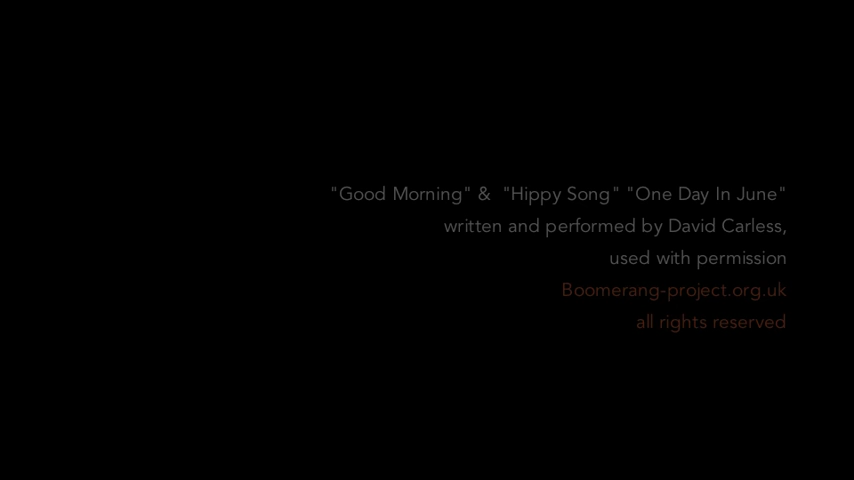 "Good Morning" &  "Hippy Song" "One Day In June"
written and performed by David Carless,
used with permission
Boomerang-project.org.uk
all rights reserved